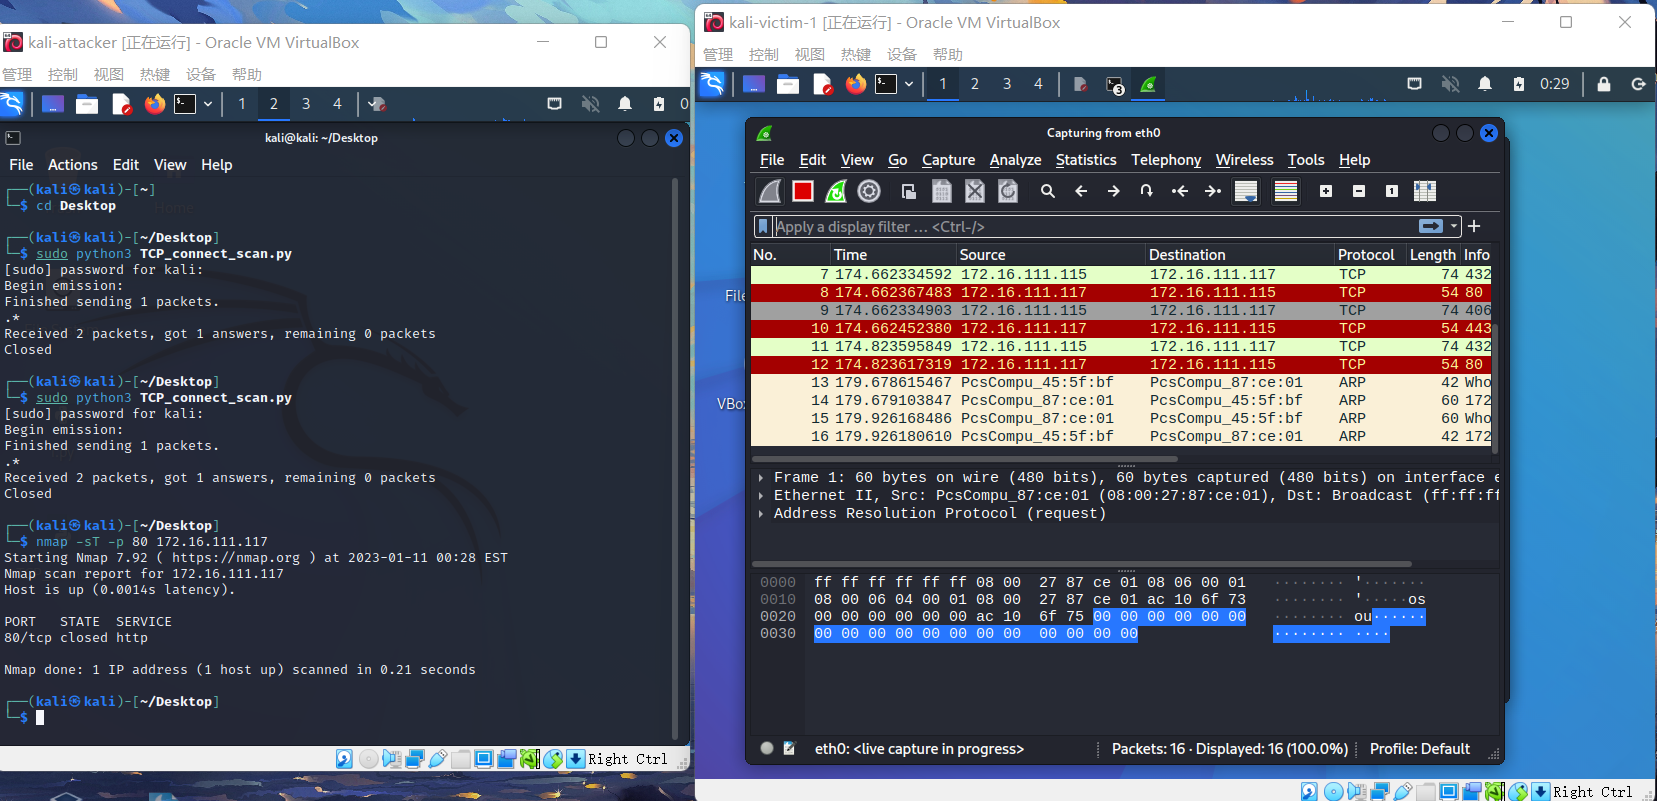 kali-attacker [正在运行] - Oracle VM VirtualBox
管理 控制 视图 热键 设备 帮助
1 2 3 4 0
kali@kali: ~/Desktop
File Actions Edit View Help
┌──(kali㉿kali)-[~]
└─$ cd Desktop
┌──(kali㉿kali)-[~/Desktop]
└─$ sudo python3 TCP_connect_scan.py
[sudo] password for kali:
Begin emission:
Finished sending 1 packets.
.*
Received 2 packets, got 1 answers, remaining 0 packets
Closed
┌──(kali㉿kali)-[~/Desktop]
└─$ sudo python3 TCP_connect_scan.py
[sudo] password for kali:
Begin emission:
Finished sending 1 packets.
.*
Received 2 packets, got 1 answers, remaining 0 packets
Closed
┌──(kali㉿kali)-[~/Desktop]
└─$ nmap -sT -p 80 172.16.111.117
Starting Nmap 7.92 ( https://nmap.org ) at 2023-01-11 00:28 EST
Nmap scan report for 172.16.111.117
Host is up (0.0014s latency).
PORT STATE SERVICE
80/tcp closed http
Nmap done: 1 IP address (1 host up) scanned in 0.21 seconds
┌──(kali㉿kali)-[~/Desktop]
└─$
Right Ctrl
kali-victim-1 [正在运行] - Oracle VM VirtualBox
管理 控制 视图 热键 设备 帮助
1 2 3 4 3 0:29
File
VBo
Capturing from eth0
File Edit View Go Capture Analyze Statistics Telephony Wireless Tools Help
Apply a display filter … <Ctrl-/>
No. Time Source Destination Protocol Length Info
7 174.662334592 172.16.111.115 172.16.111.117 TCP 74 432
8 174.662367483 172.16.111.117 172.16.111.115 TCP 54 80
9 174.662334903 172.16.111.115 172.16.111.117 TCP 74 406
10 174.662452380 172.16.111.117 172.16.111.115 TCP 54 443
11 174.823595849 172.16.111.115 172.16.111.117 TCP 74 432
12 174.823617319 172.16.111.117 172.16.111.115 TCP 54 80
13 179.678615467 PcsCompu_45:5f:bf PcsCompu_87:ce:01 ARP 42 Who
14 179.679103847 PcsCompu_87:ce:01 PcsCompu_45:5f:bf ARP 60 172
15 179.926168486 PcsCompu_87:ce:01 PcsCompu_45:5f:bf ARP 60 Who
16 179.926180610 PcsCompu_45:5f:bf PcsCompu_87:ce:01 ARP 42 172
Frame 1: 60 bytes on wire (480 bits), 60 bytes captured (480 bits) on interface e
Ethernet II, Src: PcsCompu_87:ce:01 (08:00:27:87:ce:01), Dst: Broadcast (ff:ff:ff
Address Resolution Protocol (request)
0000 ff ff ff ff ff ff 08 00 27 87 ce 01 08 06 00 01 ········ '·······
0010 08 00 06 04 00 01 08 00 27 87 ce 01 ac 10 6f 73 ········ '·····os
0020 00 00 00 00 00 00 ac 10 6f 75 00 00 00 00 00 00 ········ ou······
0030 00 00 00 00 00 00 00 00 00 00 00 00 ········ ····
eth0: <live capture in progress> Packets: 16 · Displayed: 16 (100.0%) Profile: Default
Right Ctrl